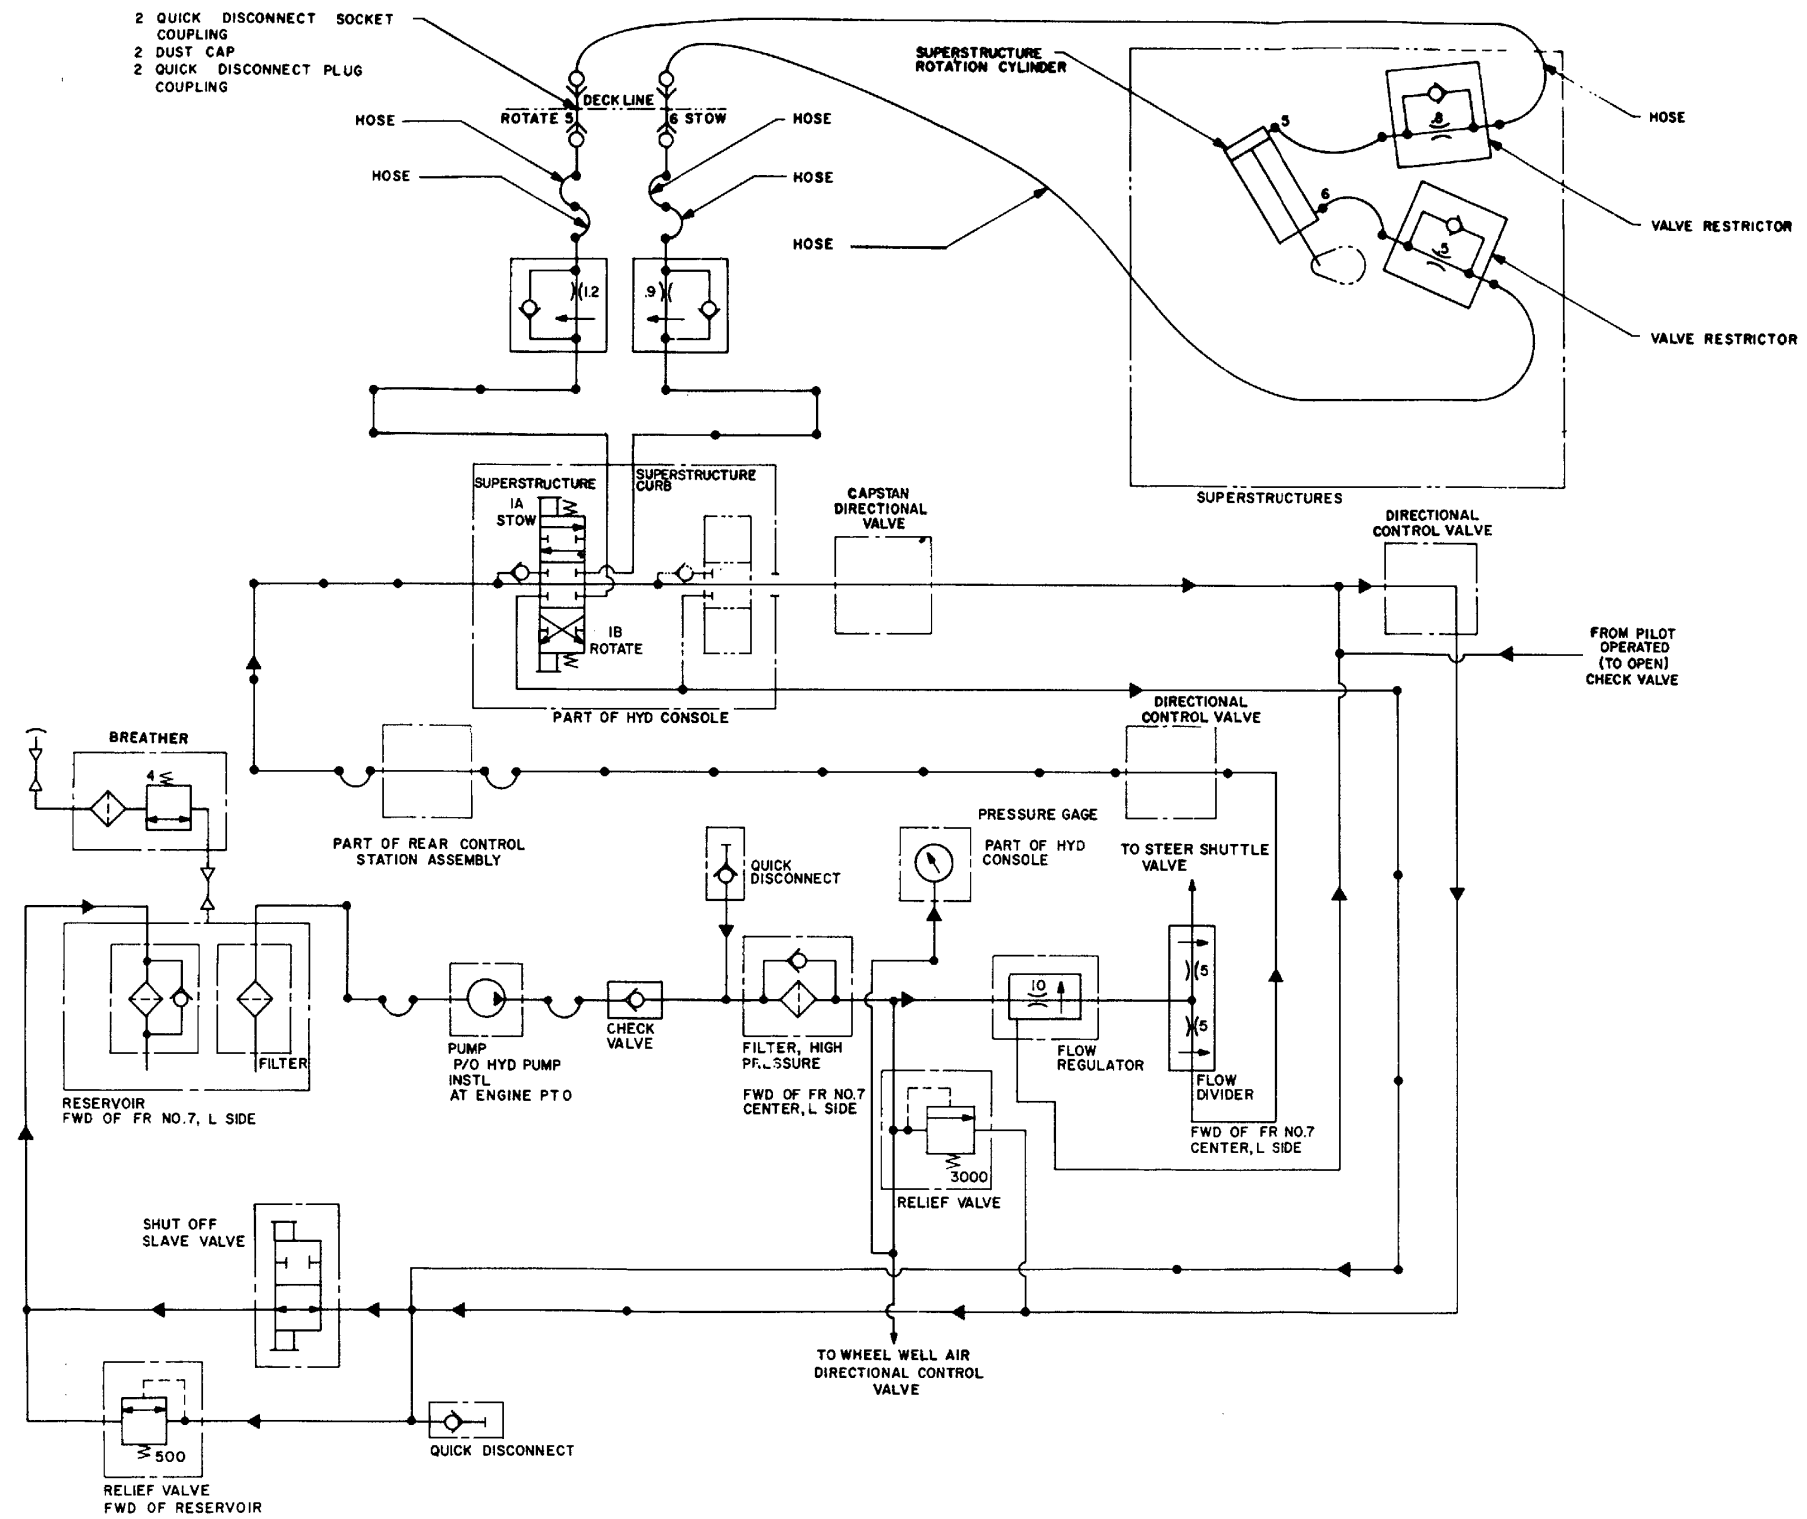 2 QUICK DISCONNECT SOCKET
COUPLING
2 DUST CAP
2 QUICK DISCONNECT PLUG
COUPLING
DECK LINE
ROTATE 5
6 STOW
HOSE
HOSE
HOSE
HOSE
HOSE
SUPERSTRUCTURE
ROTATION CYLINDER
5
6
.8
.5
HOSE
VALVE RESTRICTOR
VALVE RESTRICTOR
SUPERSTRUCTURES
1.2
.9
SUPERSTRUCTURE
1A
STOW
SUPERSTRUCTURE
CURB
1B
ROTATE
PART OF HYD CONSOLE
CAPSTAN
DIRECTIONAL
VALVE
DIRECTIONAL
CONTROL VALVE
FROM PILOT
OPERATED
(TO OPEN)
CHECK VALVE
DIRECTIONAL
CONTROL VALVE
BREATHER
4
PART OF REAR CONTROL
STATION ASSEMBLY
QUICK
DISCONNECT
PRESSURE GAGE
PART OF HYD
CONSOLE
TO STEER SHUTTLE
VALVE
FILTER
RESERVOIR
FWD OF FR NO.7, L SIDE
PUMP
P/O HYD PUMP
INSTL
AT ENGINE PTO
CHECK
VALVE
FILTER, HIGH
PRESSURE
FWD OF FR NO.7
CENTER, L SIDE
10
FLOW
REGULATOR
5
5
FLOW
DIVIDER
FWD OF FR NO.7
CENTER, L SIDE
3000
RELIEF VALVE
SHUT OFF
SLAVE VALVE
TO WHEEL WELL AIR
DIRECTIONAL CONTROL
VALVE
500
RELIEF VALVE
FWD OF RESERVOIR
QUICK DISCONNECT